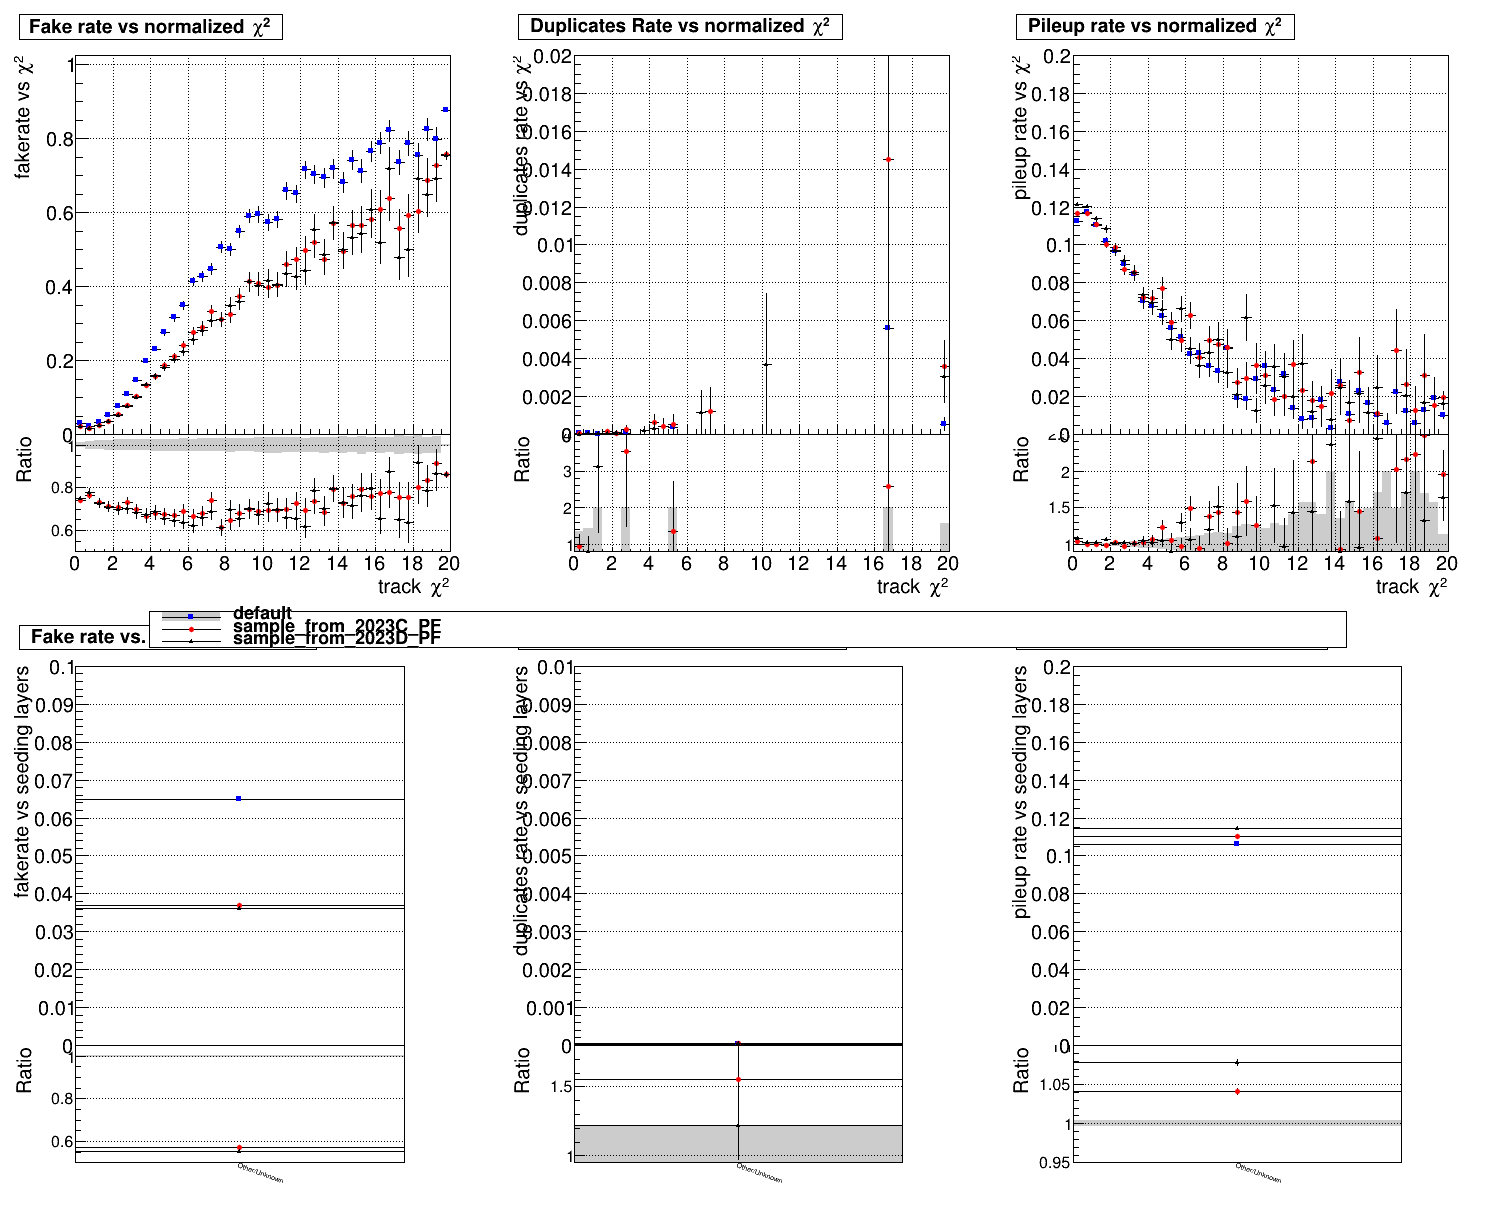 Fake rate vs normalized χ²
Duplicates Rate vs normalized χ²
Pileup rate vs normalized χ²
fakerate vs χ²
1
0.8
0.6
0.4
0.2
0
Ratio
1
0.8
0.6
0 2 4 6 8 10 12 14 16 18 20
track χ²
duplicates rate vs χ²
0.02
0.018
0.016
0.014
0.012
0.01
0.008
0.006
0.004
0.002
0
Ratio
3
2
1
0 2 4 6 8 10 12 14 16 18 20
track χ²
pileup rate vs χ²
0.2
0.18
0.16
0.14
0.12
0.1
0.08
0.06
0.04
0.02
0
Ratio
2
1.5
1
0 2 4 6 8 10 12 14 16 18 20
track χ²
default
sample_from_2023C_PF
sample_from_2023D_PF
Fake rate vs.
fakerate vs seeding layers
0.1
0.09
0.08
0.07
0.06
0.05
0.04
0.03
0.02
0.01
0
Ratio
1
0.8
0.6
Other/Unknown
duplicates rate vs seeding layers
0.01
0.009
0.008
0.007
0.006
0.005
0.004
0.003
0.002
0.001
0
Ratio
1.5
1
Other/Unknown
pileup rate vs seeding layers
0.2
0.18
0.16
0.14
0.12
0.1
0.08
0.06
0.04
0.02
0
Ratio
1.05
1
0.95
Other/Unknown